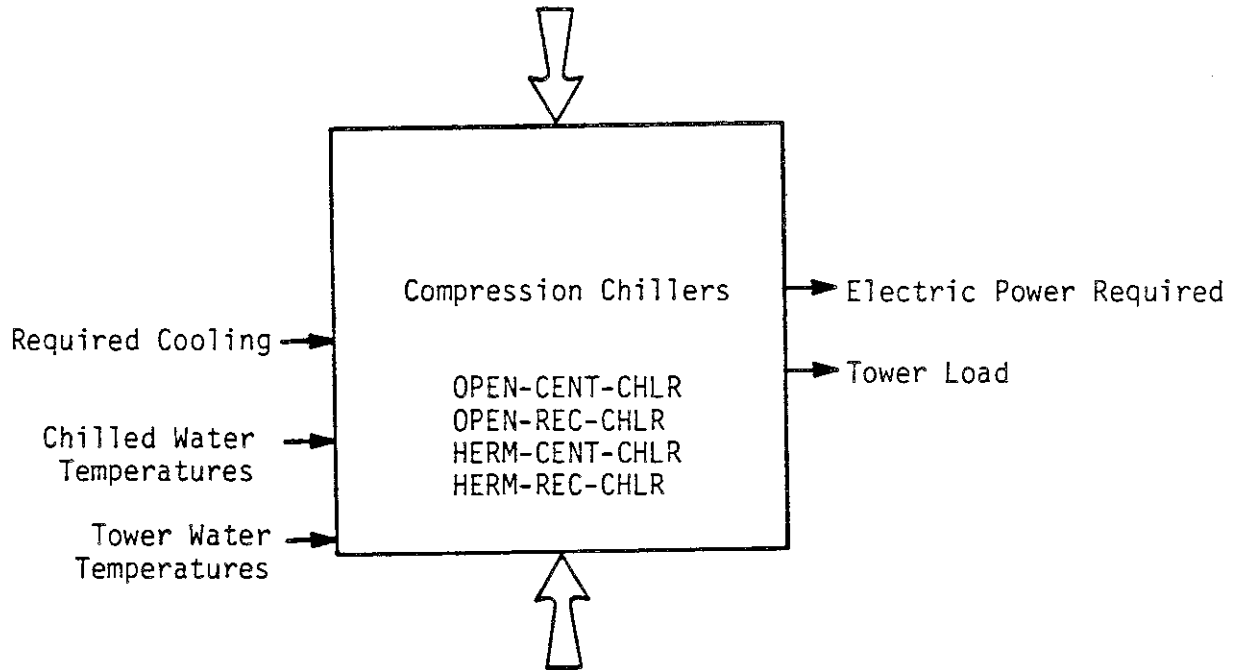 Compression Chillers
OPEN-CENT-CHLR
OPEN-REC-CHLR
HERM-CENT-CHLR
HERM-REC-CHLR
Required Cooling
Chilled Water
Temperatures
Tower Water
Temperatures
Electric Power Required
Tower Load